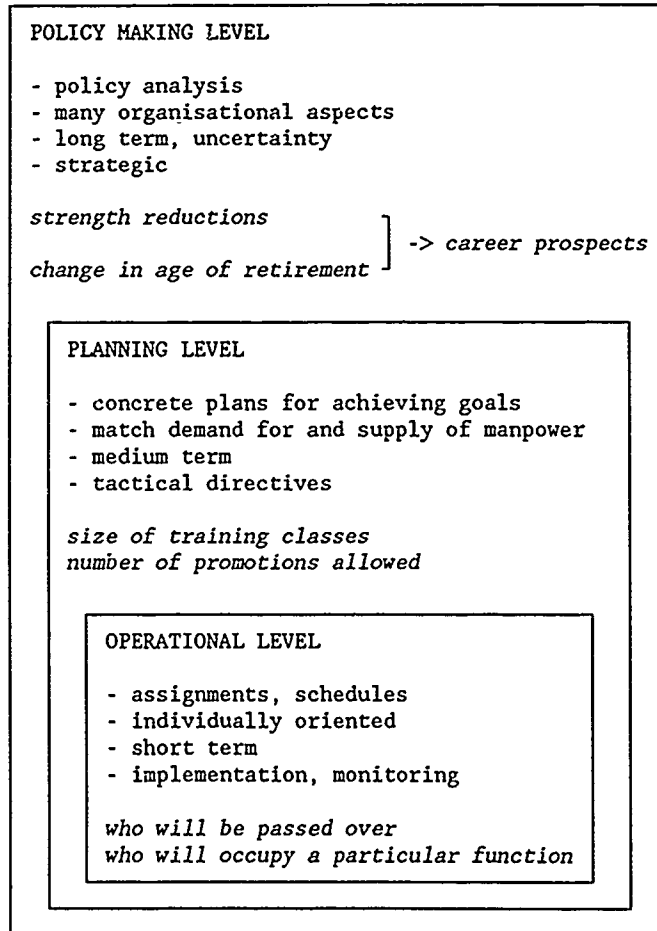 POLICY MAKING LEVEL
- policy analysis
- many organisational aspects
- long term, uncertainty
- strategic
strength reductions
-> career prospects
change in age of retirement
PLANNING LEVEL
- concrete plans for achieving goals
- match demand for and supply of manpower
- medium term
- tactical directives
size of training classes
number of promotions allowed
OPERATIONAL LEVEL
- assignments, schedules
- individually oriented
- short term
- implementation, monitoring
who will be passed over
who will occupy a particular function